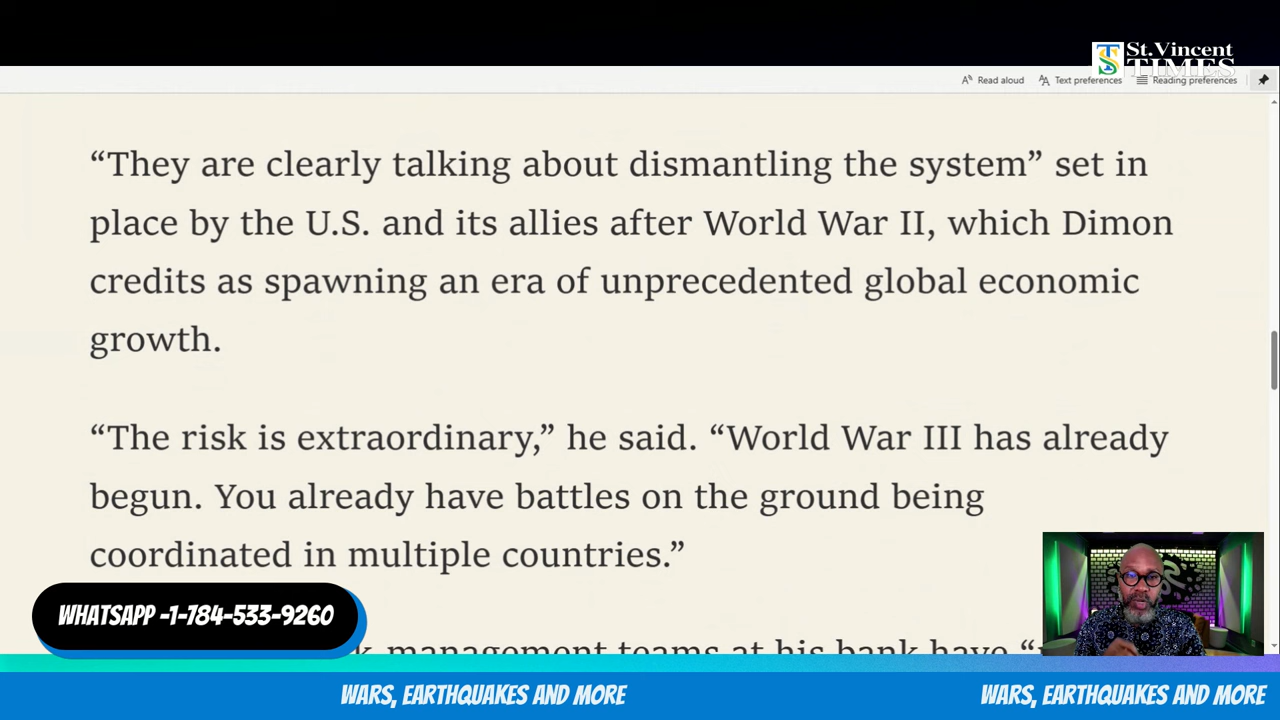 St.Vincent
TIMES
Read aloud
Text preferences
Reading preferences
“They are clearly talking about dismantling the system” set in
place by the U.S. and its allies after World War II, which Dimon
credits as spawning an era of unprecedented global economic
growth.
“The risk is extraordinary,” he said. “World War III has already
begun. You already have battles on the ground being
coordinated in multiple countries.”
management teams at his bank have
WHATSAPP -1-784-533-9260
WARS, EARTHQUAKES AND MORE
WARS, EARTHQUAKES AND MORE